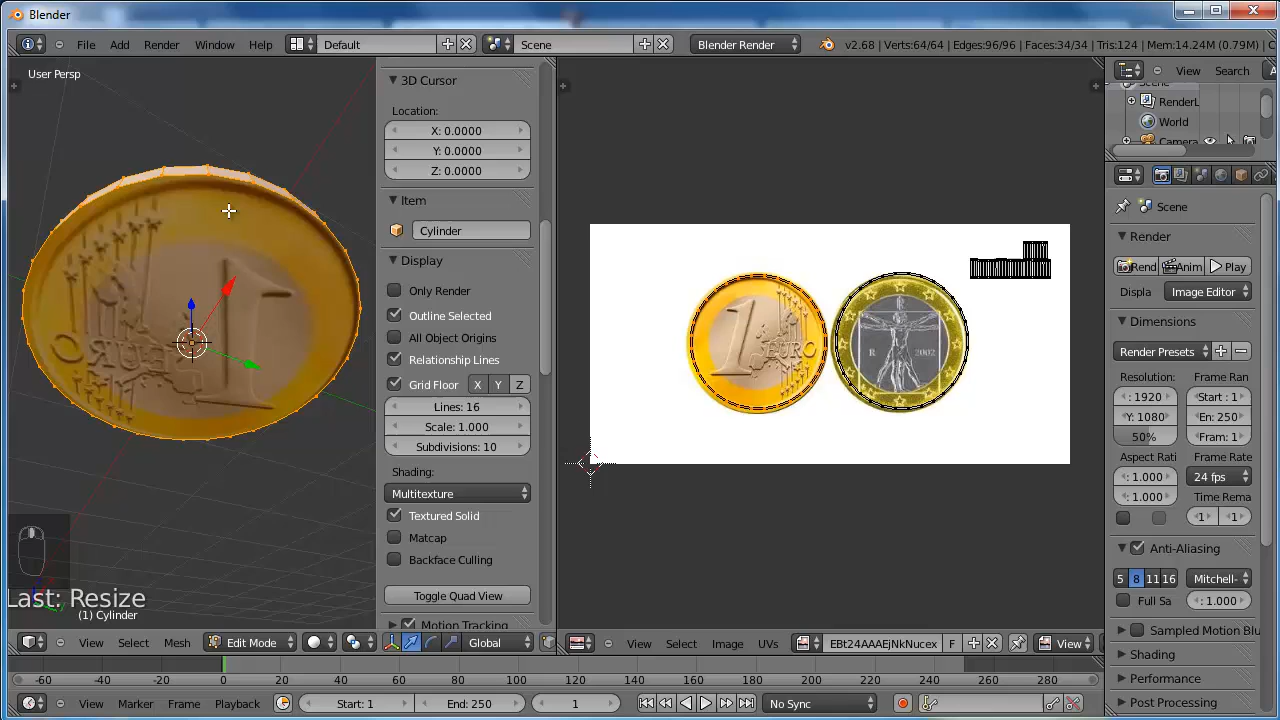 Blender
File Add Render Window Help Default Scene Blender Render v2.68 | Verts:64/64 | Edges:96/96 | Faces:34/34 | Tris:124 | Mem:14.24M (0.79M) | O
User Persp
3D Cursor
Location:
X: 0.0000
Y: 0.0000
Z: 0.0000
Item
Cylinder
Display
Only Render
Outline Selected
All Object Origins
Relationship Lines
Grid Floor X Y Z
Lines: 16
Scale: 1.000
Subdivisions: 10
Shading:
Multitexture
Textured Solid
Matcap
Backface Culling
Toggle Quad View
Motion Tracking
Last: Resize
(1) Cylinder
1 EURO
R 2002
View Search A
Scene
RenderL
World
Camera
Scene
Render
Rend Anim Play
Displa Image Editor
Dimensions
Render Presets
Resolution: Frame Ran
: 1920 Start : 1
Y: 1080 En: 250
50% Fram: 1
Aspect Rati Frame Rate
: 1.000 24 fps
: 1.000 Time Rema
1 1
Anti-Aliasing
5 8 11 16 Mitchell-
Full Sa : 1.000
Sampled Motion Blu
Shading
Performance
Post Processing
View Select Mesh Edit Mode Global
View Select Image UVs EBt24AAAEjNkNucex F View
-60 -40 -20 0 20 40 60 80 100 120 140 160 180 200 220 240 260 280
View Marker Frame Playback Start: 1 End: 250 1 No Sync